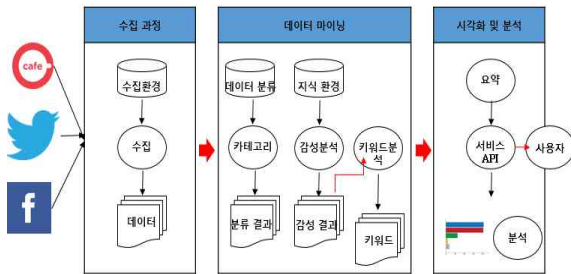 수집 과정
데이터 마이닝
시각화 및 분석
cafe
수집환경
수집
데이터
데이터 분류
지식 환경
카테고리
감성분석
키워드분
석
분류 결과
감성 결과
키워드
요약
서비스
API
사용자
분석